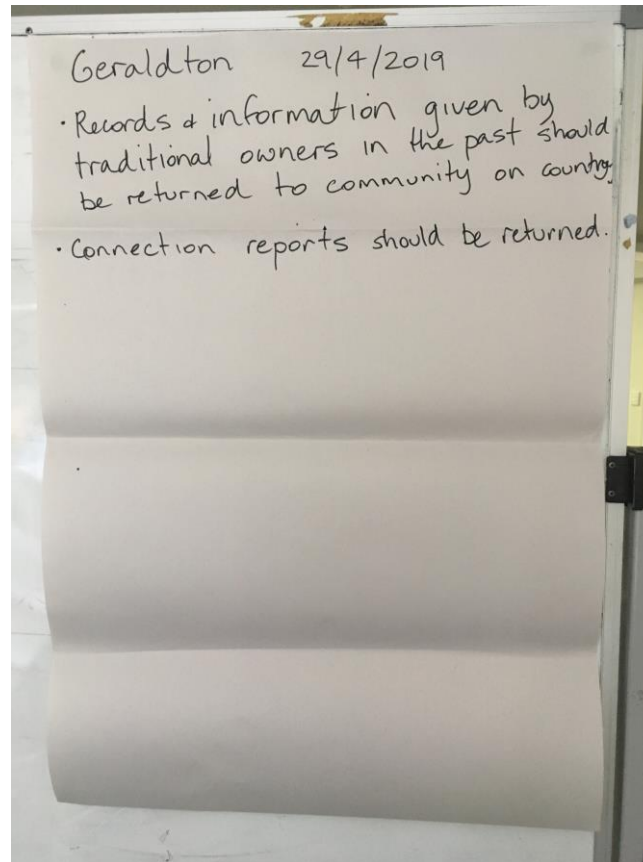 Geraldton 29/4/2019
· Records & information given by
traditional owners in the past should
be returned to community on country
· Connection reports should be returned.